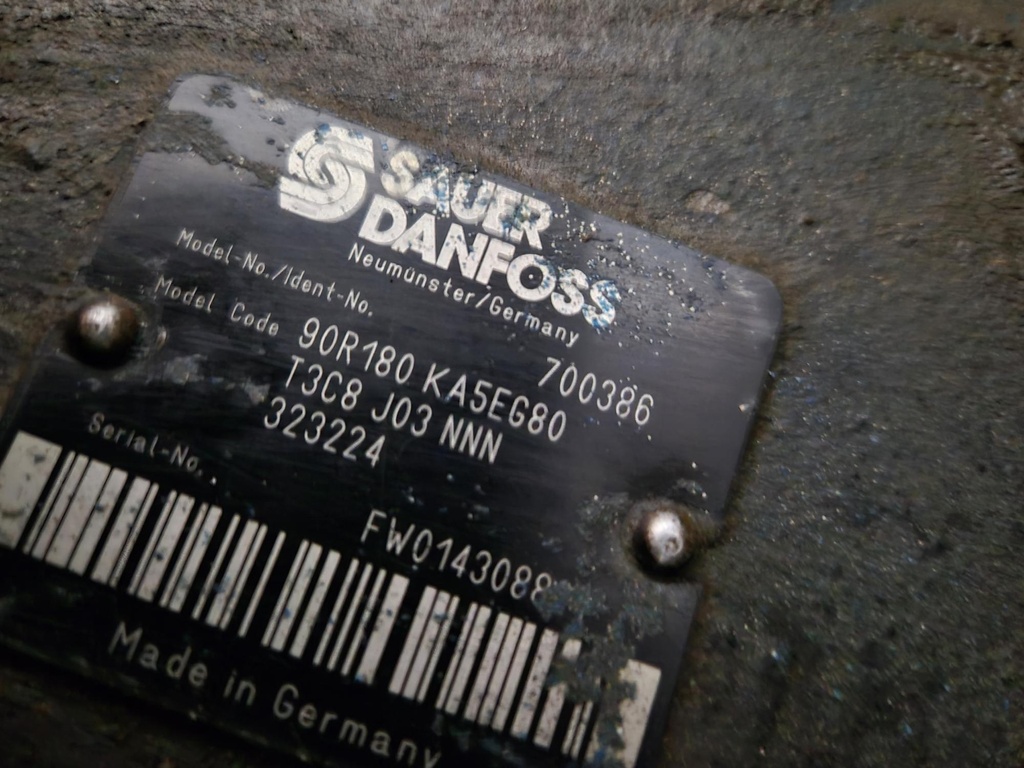 SAUER
DANFOSS
Neumünster/Germany
Model-No./Ident-No.
700386
Model Code
90R180 KA5EG80
T3C8 J03 NNN
323224
Serial-No.
FW0143088
Made in Germany